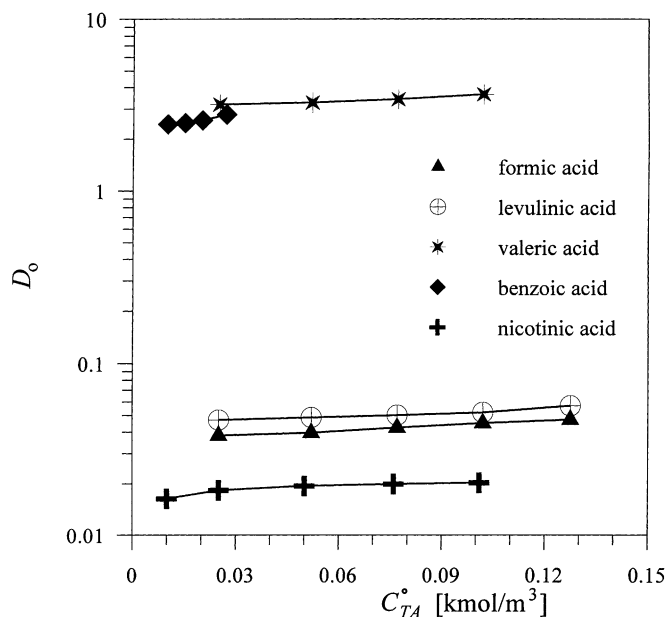 10
1
D₀
0.1
0.01
formic acid
levulinic acid
valeric acid
benzoic acid
nicotinic acid
0
0.03
0.06
0.09
0.12
0.15
C°_TA [kmol/m³]